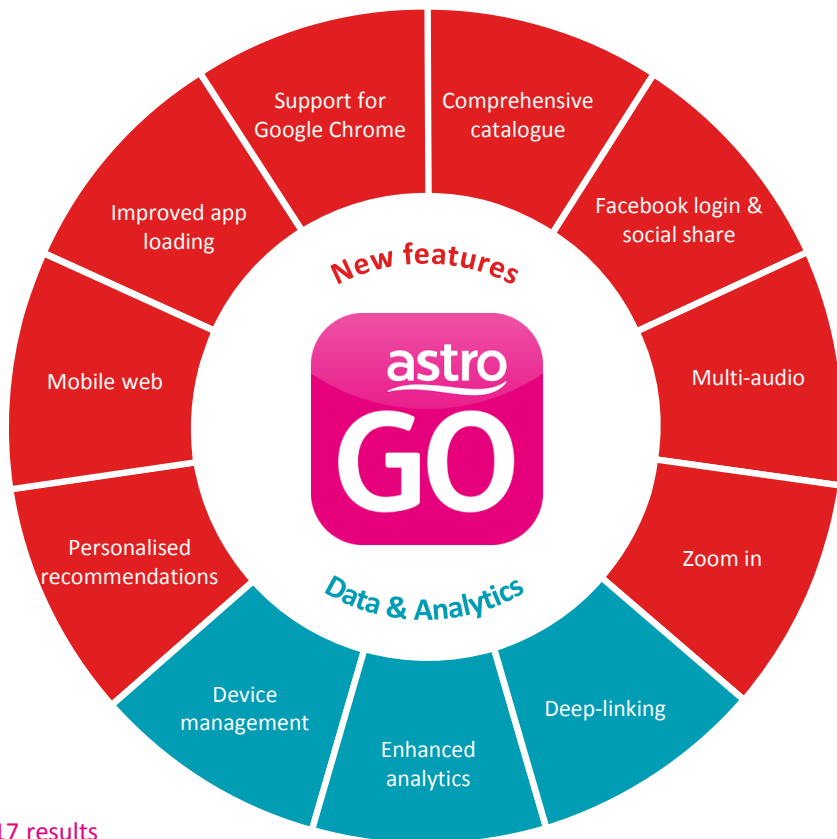 Support for
Google Chrome
Comprehensive
catalogue
Improved app
loading
Facebook login &
social share
New features
astro
GO
Mobile web
Multi-audio
Personalised
recommendations
Zoom in
Data & Analytics
Device
management
Enhanced
analytics
Deep-linking
17 results